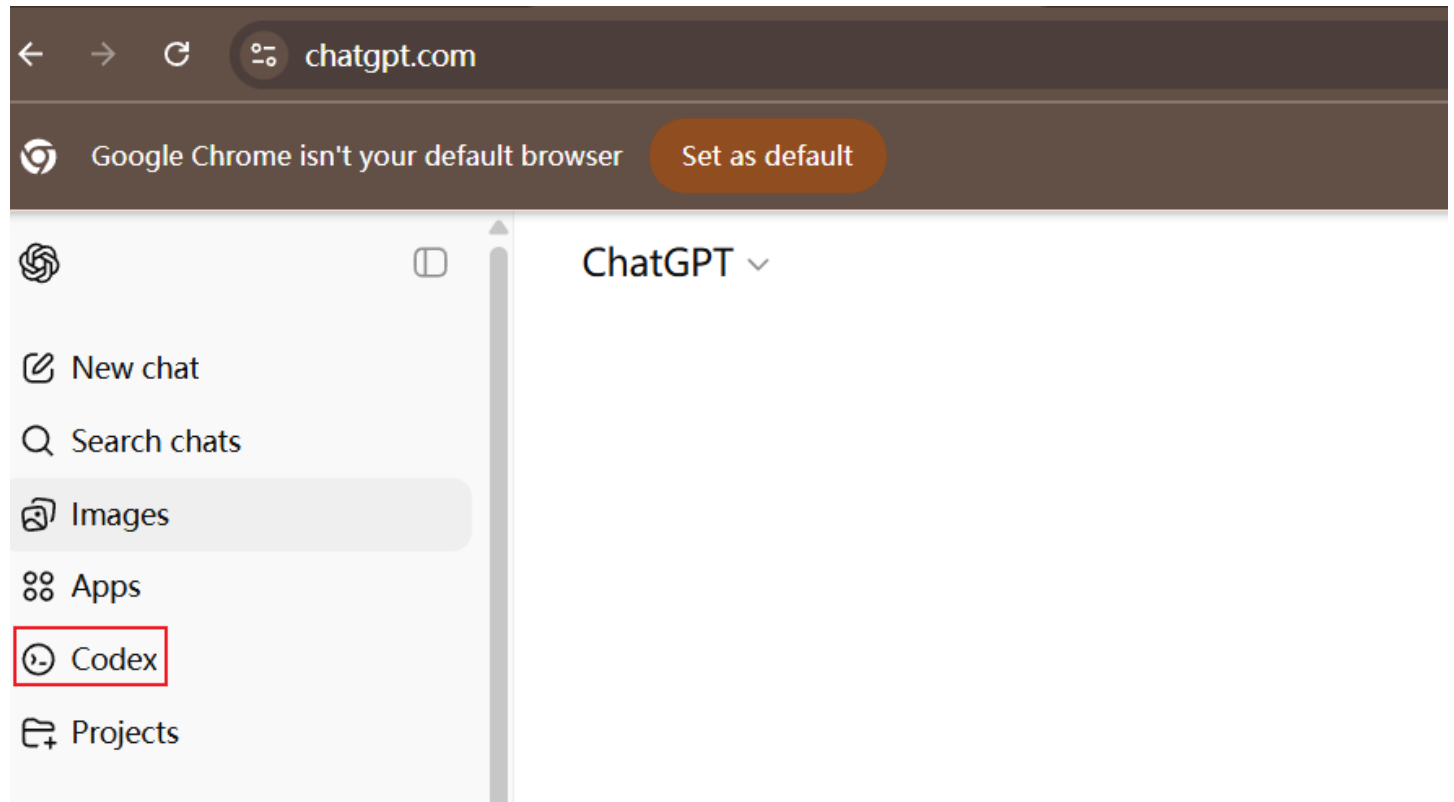 chatgpt.com
Google Chrome isn't your default browser Set as default
ChatGPT
New chat
Search chats
Images
Apps
Codex
Projects